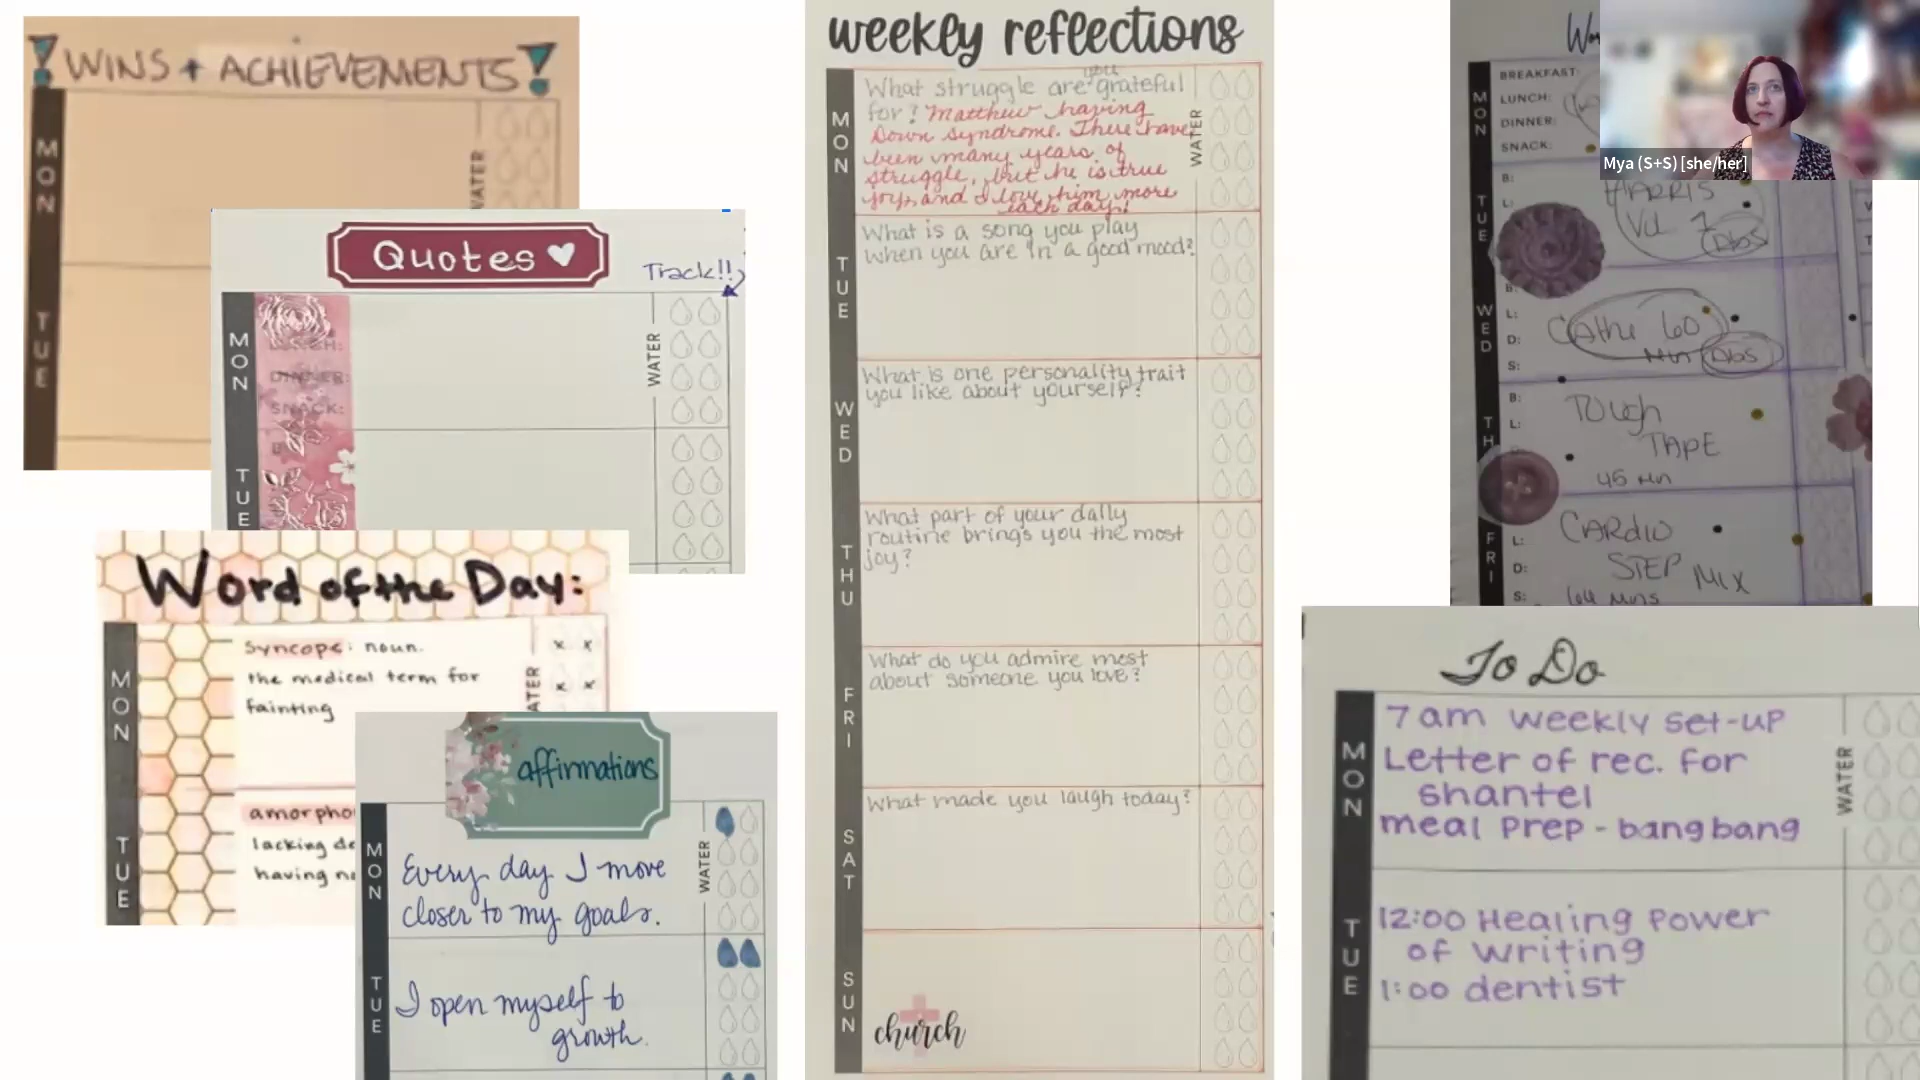 WINS + ACHIEVEMENTS
MON
WATER
TUE
Quotes
Track!!
MON
DINNER:
SNACK:
WATER
TUE
Word of the Day:
MON
syncope: noun.
the medical term for
fainting
TUE
lacking
affirmations
MON
Every day I move
closer to my goals.
WATER
TUE
I open myself to
growth.
weekly reflections
MON
What struggle are you grateful
for? Matthew having
Down Syndrome. There have
been many years of
struggle, but he is true
joy, and I love him more
each day!
WATER
TUE
What is a song you play
when you are in a good mood?
WED
What is one personality trait
you like about yourself?
THU
What part of your daily
routine brings you the most
joy?
FRI
What do you admire most
about someone you love?
SAT
What made you laugh today?
SUN
church
MON
BREAKFAST:
LUNCH:
DINNER:
SNACK:
Mya (S+S) [she/her]
TUE
B:
L:
HARRIS
Vol 7
Dbs
WED
B:
L:
D:
S:
CAthe 60
Min Dbs
TH
B:
L:
TOUgh
TAPE
45 Min
FRI
L:
D:
S:
CARdio
STEP MIX
Mins
To Do
MON
7am weekly set-up
Letter of rec. for
shantel
meal prep - bang bang
WATER
TUE
12:00 Healing Power
of Writing
1:00 dentist